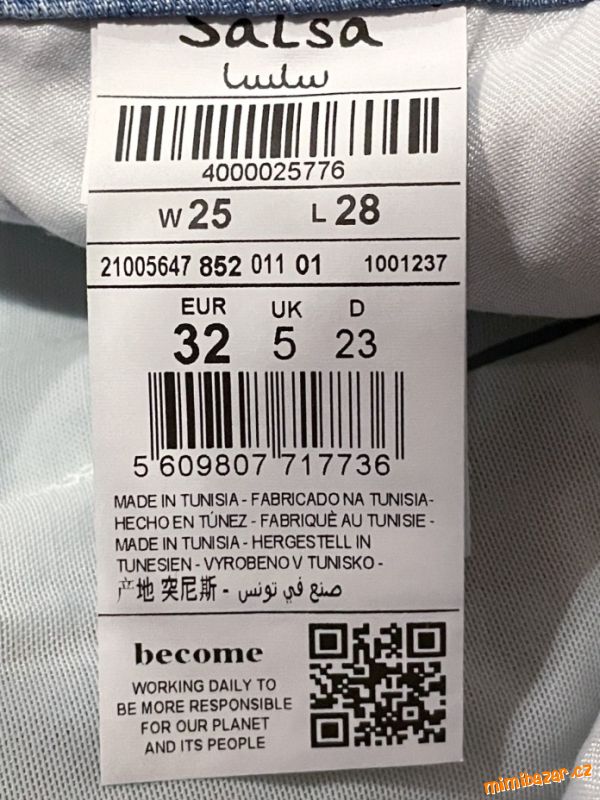 SaLsa
سلسا
4000025776
W 25 L 28
21005647 852 011 01 1001237
EUR UK D
32 5 23
5 609807 717736
MADE IN TUNISIA - FABRICADO NA TUNISIA-
HECHO EN TÚNEZ - FABRIQUÈ AU TUNISIE -
MADE IN TUNISIA - HERGESTELL IN
TUNESIEN - VYROBENO V TUNISKO -
产地 突尼斯 - صنع في تونس
become
WORKING DAILY TO
BE MORE RESPONSIBLE
FOR OUR PLANET
AND ITS PEOPLE
mimibazar.cz